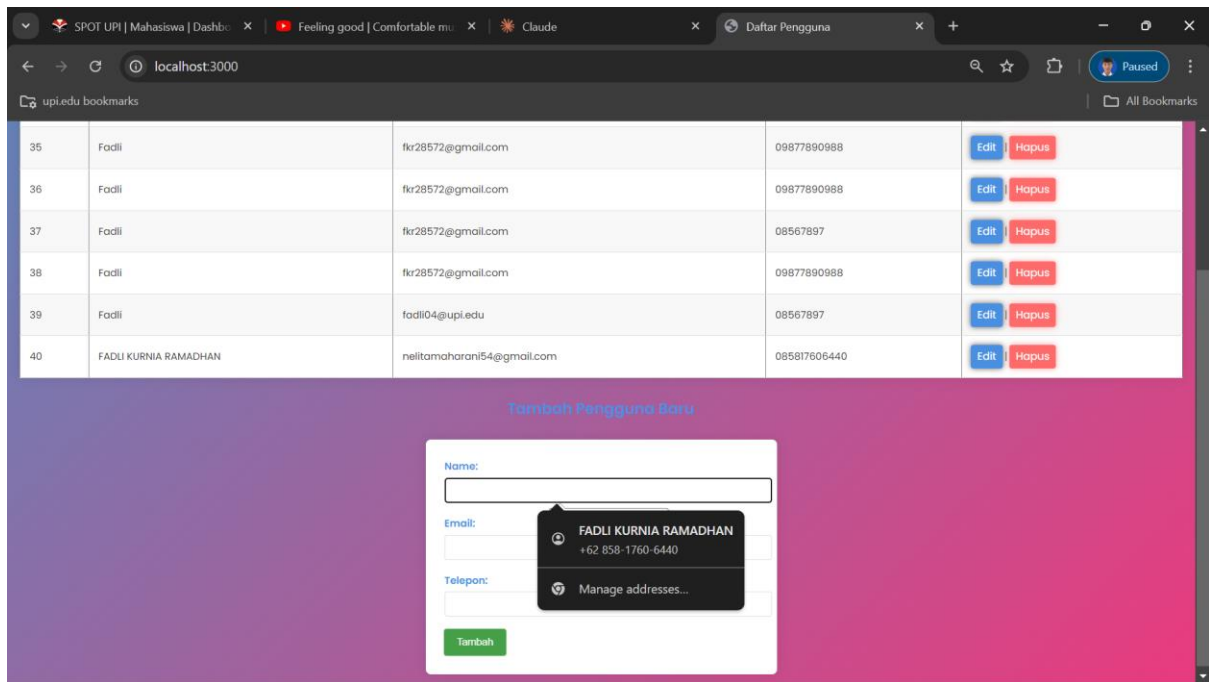 SPOT UPI | Mahasiswa | Dashbo
Feeling good | Comfortable mu
Claude
Daftar Pengguna
localhost:3000
Paused
upi.edu bookmarks
All Bookmarks
35 Fadli fkr28572@gmail.com 09877890988 Edit | Hapus
36 Fadli fkr28572@gmail.com 09877890988 Edit | Hapus
37 Fadli fkr28572@gmail.com 08567897 Edit | Hapus
38 Fadli fkr28572@gmail.com 09877890988 Edit | Hapus
39 Fadli fadli04@upi.edu 08567897 Edit | Hapus
40 FADLI KURNIA RAMADHAN nelitamaharani54@gmail.com 085817606440 Edit | Hapus
Tambah Pengguna Baru
Name:
FADLI KURNIA RAMADHAN
+62 858-1760-6440
Manage addresses...
Email:
Telepon:
Tambah